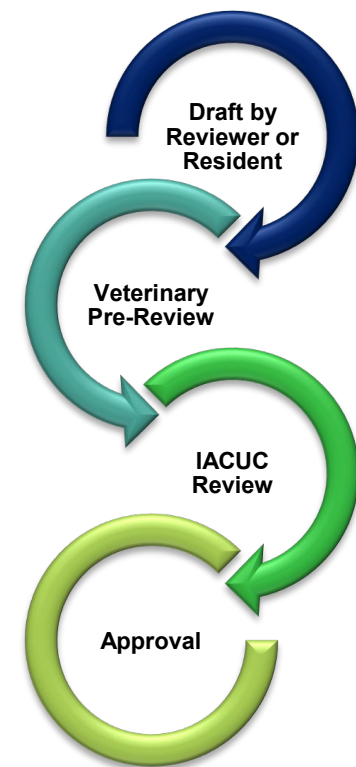 Draft by
Reviewer or
Resident
Veterinary
Pre-Review
IACUC
Review
Approval